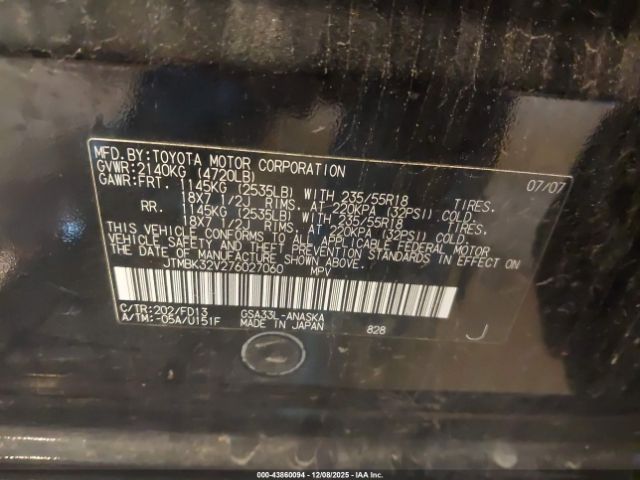 MFD.BY:TOYOTA MOTOR CORPORATION 07/07
GVWR:2140KG (4720LB)
GAWR:FRT. 1145KG (2535LB) WITH 235/55R18 TIRES.
18X7 1/2J RIMS. AT 220KPA (32PSI) COLD.
RR. 1145KG (2535LB) WITH 235/55R18 TIRES.
18X7 1/2J RIMS. AT 220KPA (32PSI) COLD.
THIS VEHICLE CONFORMS TO ALL APPLICABLE FEDERAL MOTOR
VEHICLE SAFETY AND THEFT PREVENTION STANDARDS IN EFFECT ON
THE DATE OF MANUFACTURE SHOWN ABOVE.
JTMBK32V276027060 MPV
C/TR:202/FD13 GSA33L-ANASKA
A/TM:-05A/U151F MADE IN JAPAN 828 J
000-43860094 | 12/08/2025 | IAA Inc.